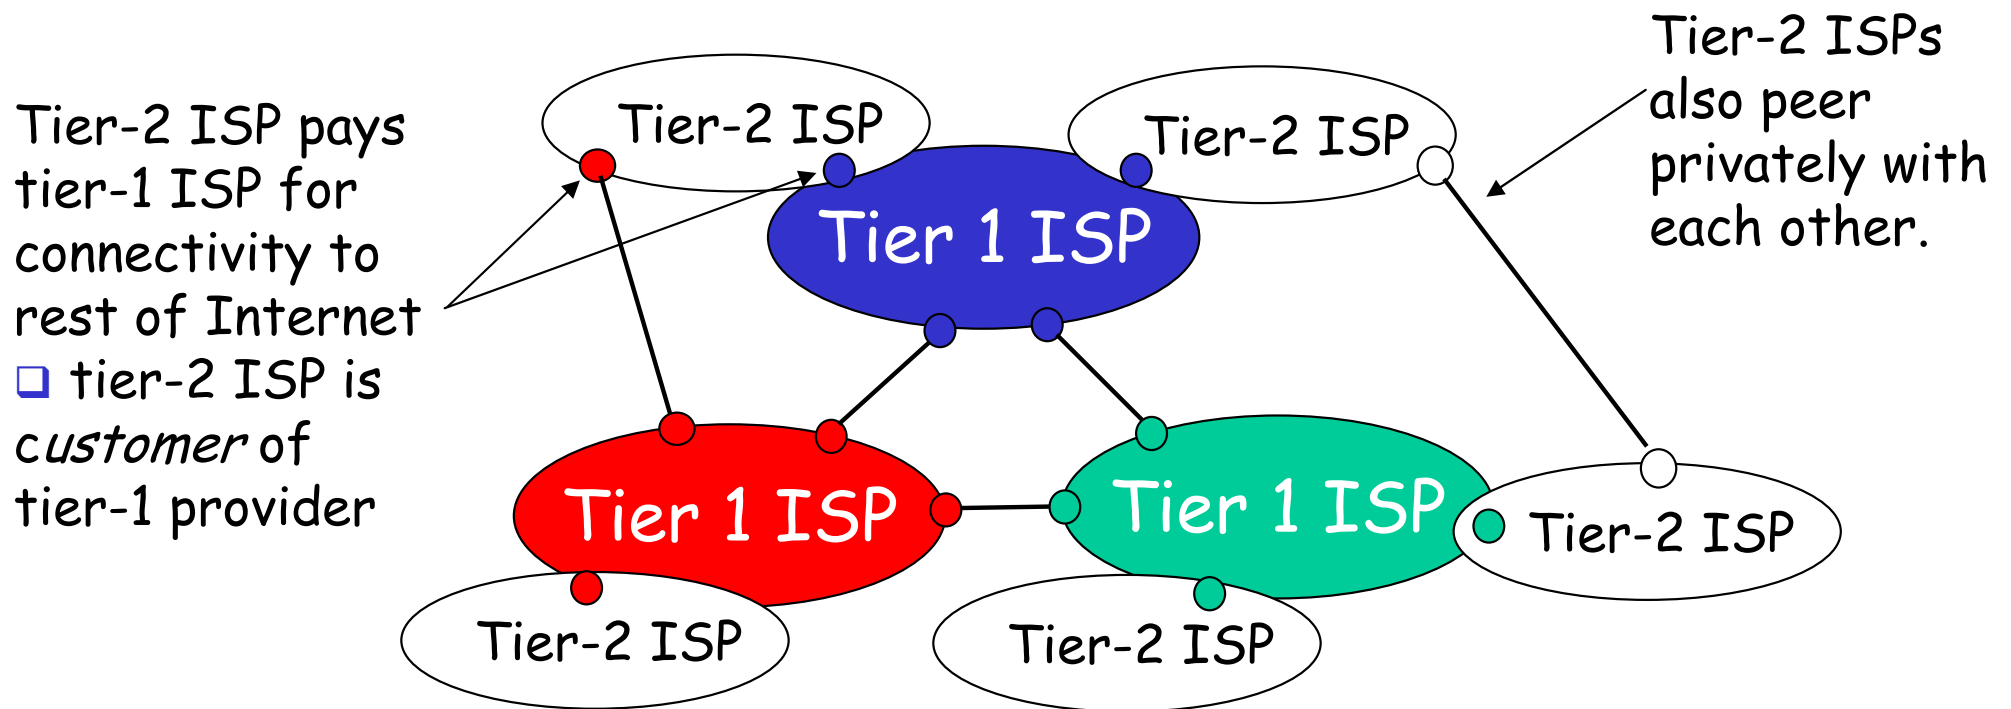 Tier-2 ISP pays
tier-1 ISP for
connectivity to
rest of Internet
❑ tier-2 ISP is
customer of
tier-1 provider
Tier-2 ISP
Tier-2 ISP
Tier-2 ISPs
also peer
privately with
each other.
Tier 1 ISP
Tier 1 ISP
Tier 1 ISP
Tier-2 ISP
Tier-2 ISP
Tier-2 ISP